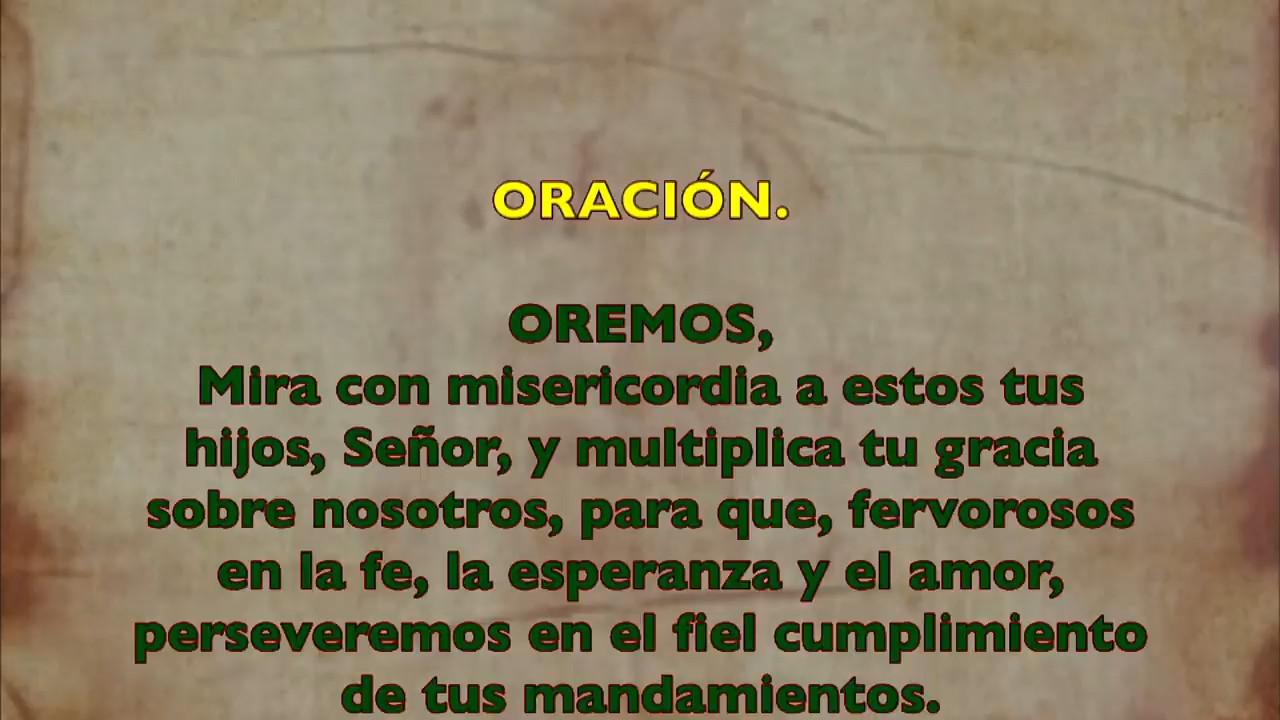 ORACIÓN.
OREMOS,
Mira con misericordia a estos tus
hijos, Señor, y multiplica tu gracia
sobre nosotros, para que, fervorosos
en la fe, la esperanza y el amor,
perseveremos en el fiel cumplimiento
de tus mandamientos.